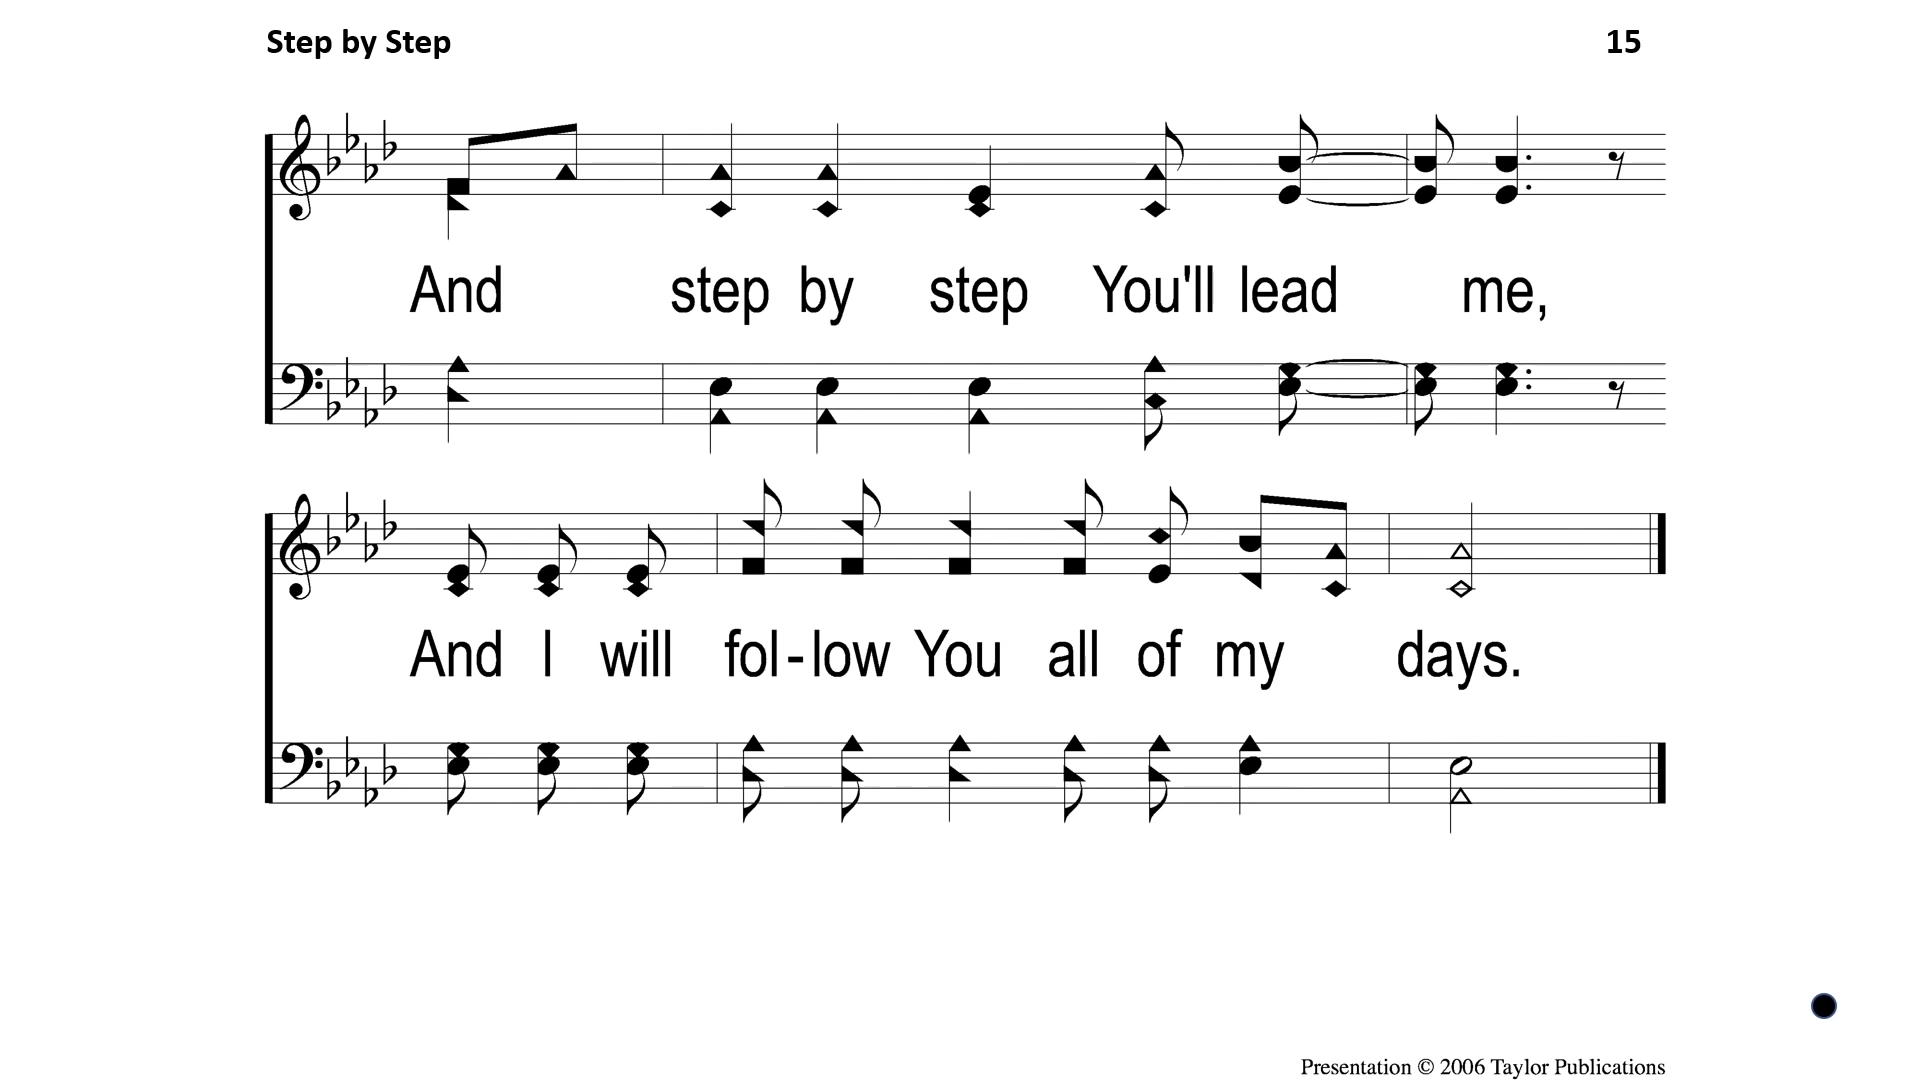 Step by Step 15
And step by step You'll lead me,
And I will fol-low You all of my days.
Presentation © 2006 Taylor Publications